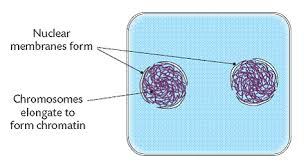 Nuclear
membranes form
Chromosomes
elongate to
form chromatin